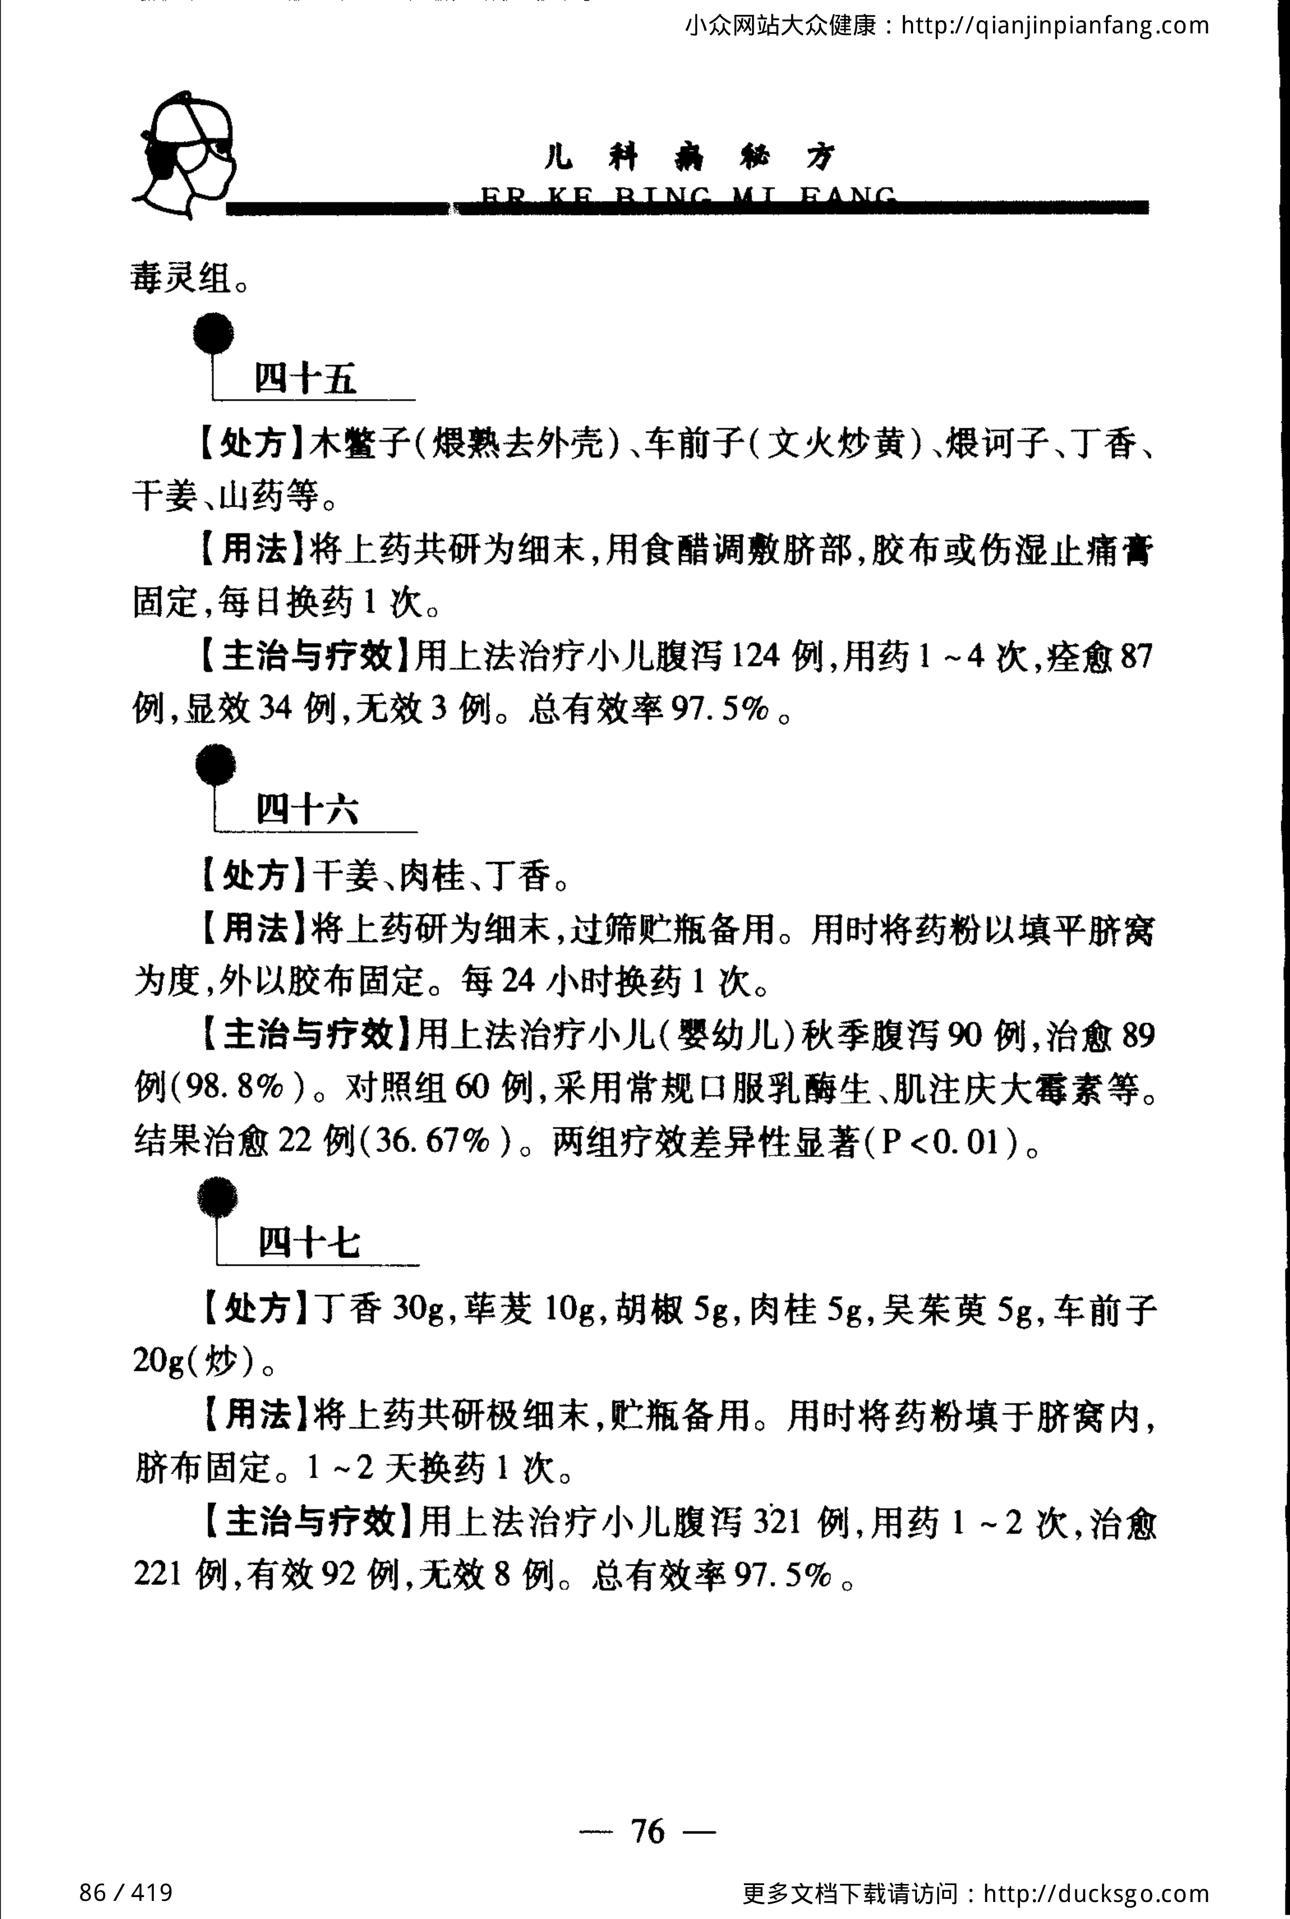 小众网站大众健康：http://qianjinpianfang.com
儿科病秘方
ER KE BING MI FANG
毒灵组。
四十五
【处方】木鳖子(煨熟去外壳)、车前子(文火炒黄)、煨诃子、丁香、
干姜、山药等。
【用法】将上药共研为细末,用食醋调敷脐部,胶布或伤湿止痛膏
固定,每日换药1次。
【主治与疗效】用上法治疗小儿腹泻124例,用药1~4次,痊愈87
例,显效34例,无效3例。总有效率97.5%。
四十六
【处方】干姜、肉桂、丁香。
【用法】将上药研为细末,过筛贮瓶备用。用时将药粉以填平脐窝
为度,外以胶布固定。每24小时换药1次。
【主治与疗效】用上法治疗小儿(婴幼儿)秋季腹泻90例,治愈89
例(98.8%)。对照组60例,采用常规口服乳酶生、肌注庆大霉素等。
结果治愈22例(36.67%)。两组疗效差异性显著(P<0.01)。
四十七
【处方】丁香30g,荜茇10g,胡椒5g,肉桂5g,吴茱萸5g,车前子
20g(炒)。
【用法】将上药共研极细末,贮瓶备用。用时将药粉填于脐窝内,
脐布固定。1~2天换药1次。
【主治与疗效】用上法治疗小儿腹泻321例,用药1~2次,治愈
221例,有效92例,无效8例。总有效率97.5%。
— 76 —
86 / 419
更多文档下载请访问：http://ducksgo.com